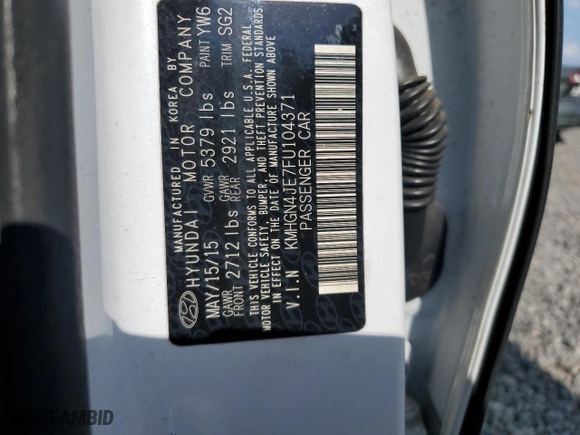 MANUFACTURED IN KOREA BY
HYUNDAI MOTOR COMPANY
MAY/15/15 GVWR 5379 lbs PAINT YW6
GAWR FRONT 2712 lbs GAWR REAR 2921 lbs TRIM SG2
THIS VEHICLE CONFORMS TO ALL APPLICABLE U.S.A. FEDERAL
MOTOR VEHICLE SAFETY, BUMPER, AND THEFT PREVENTION STANDARDS
IN EFFECT ON THE DATE OF MANUFACTURE SHOWN ABOVE
V.I.N KMHGN4JE7FU104371
PASSENGER CAR
DREAMBID